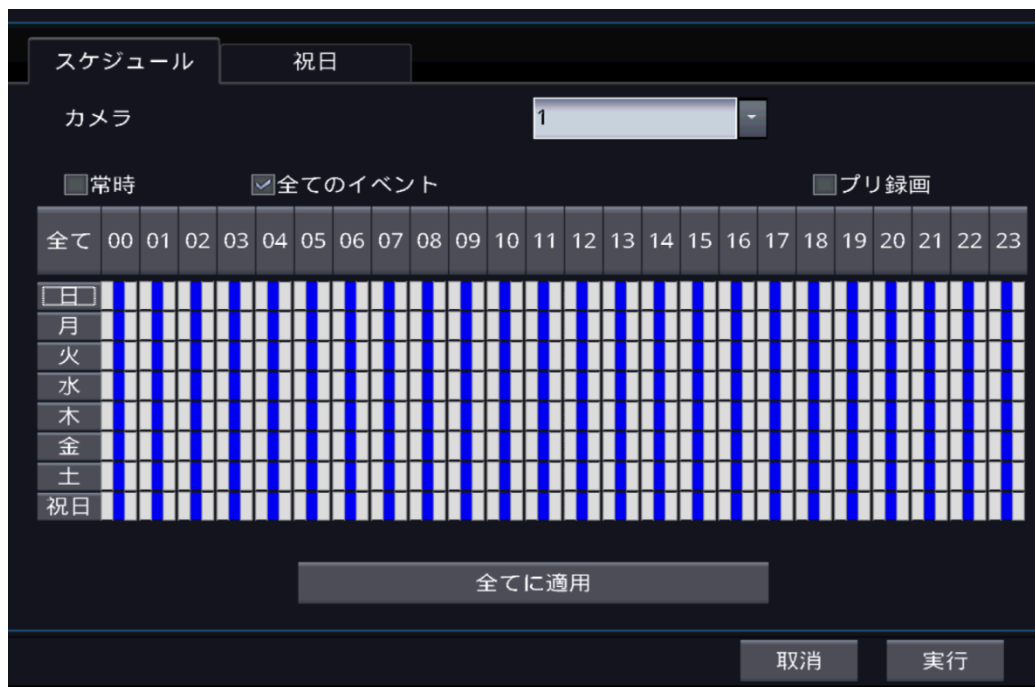 スケジュール 祝日
カメラ 1
常時 全てのイベント プリ録画
全て 00 01 02 03 04 05 06 07 08 09 10 11 12 13 14 15 16 17 18 19 20 21 22 23
日
月
火
水
木
金
土
祝日
全てに適用
取消 実行